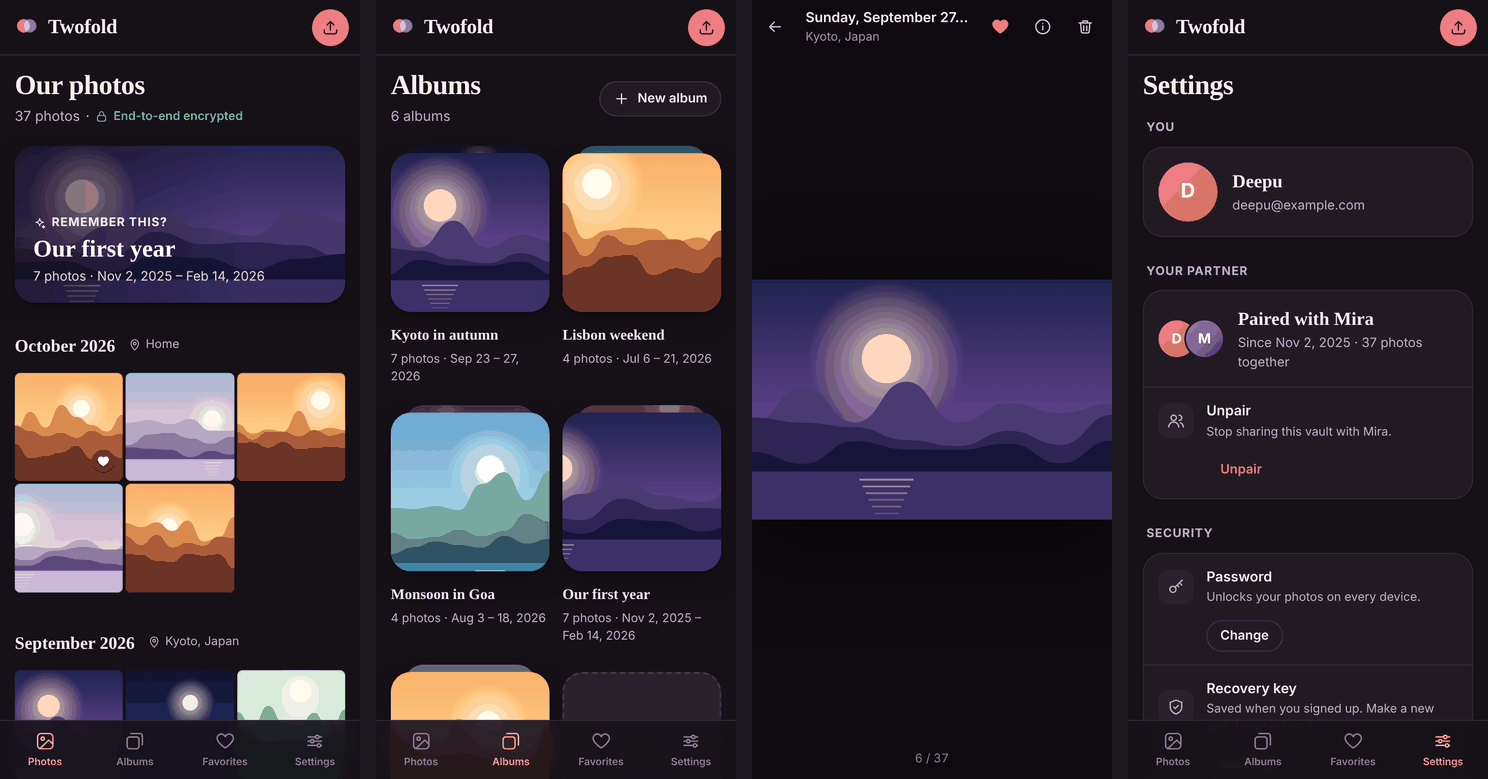 Twofold
Our photos
37 photos · End-to-end encrypted
REMEMBER THIS?
Our first year
7 photos · Nov 2, 2025 – Feb 14, 2026
October 2026 Home
September 2026 Kyoto, Japan
Photos Albums Favorites Settings
Twofold
Albums
6 albums
New album
Kyoto in autumn
7 photos · Sep 23 – 27,
2026
Lisbon weekend
4 photos · Jul 6 – 21, 2026
Monsoon in Goa
4 photos · Aug 3 – 18, 2026
Our first year
7 photos · Nov 2, 2025 –
Feb 14, 2026
Photos Albums Favorites Settings
Sunday, September 27...
Kyoto, Japan
6 / 37
Twofold
Settings
YOU
D
Deepu
deepu@example.com
YOUR PARTNER
D M
Paired with Mira
Since Nov 2, 2025 · 37 photos
together
Unpair
Stop sharing this vault with Mira.
Unpair
SECURITY
Password
Unlocks your photos on every device.
Change
Recovery key
Saved when you signed up. Make a new
Photos Albums Favorites Settings